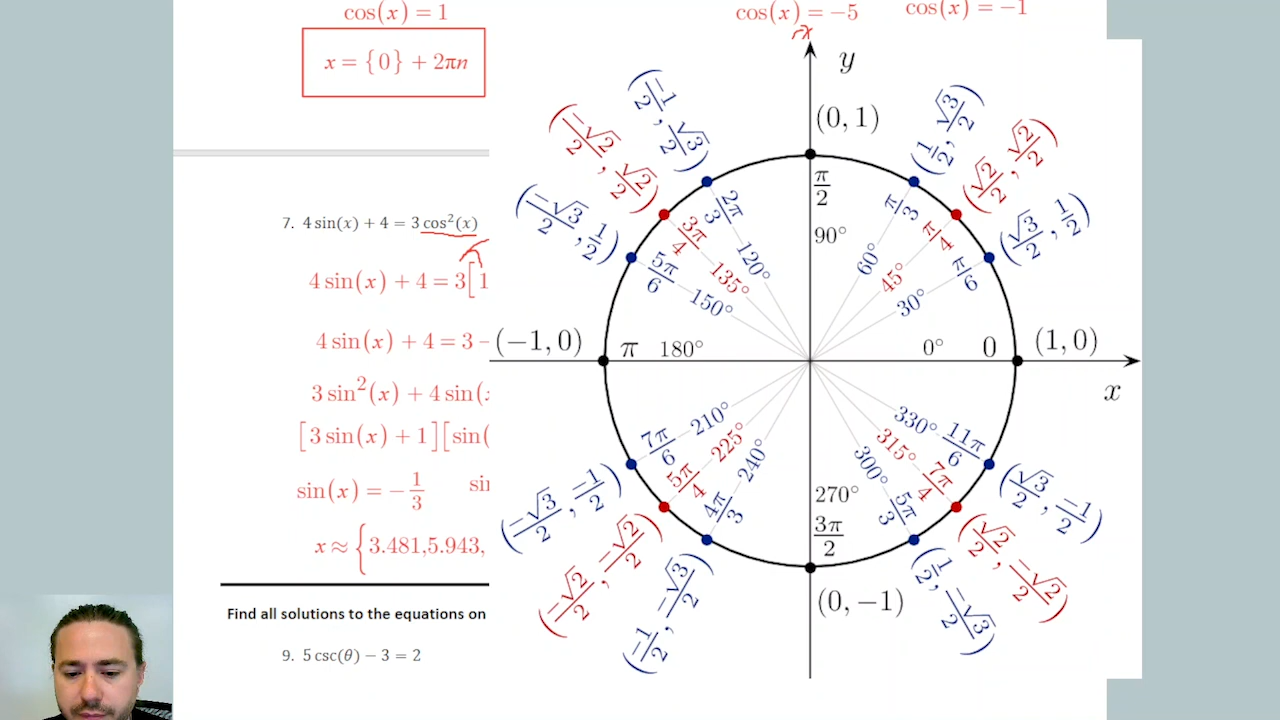 cos(x) = 1
cos(x) = −5
cos(x) = −1
x = {0} + 2πn
7. 4 sin(x) + 4 = 3 cos²(x)
4 sin(x) + 4 = 3[1
4 sin(x) + 4 = 3 −
3 sin²(x) + 4 sin(
[3 sin(x) + 1][sin(
sin(x) = −1/3
sin
x ≈ {3.481,5.943,
Find all solutions to the equations on
9. 5 csc(θ) − 3 = 2
y
(0, 1)
π/2
90°
(1/2, √3/2)
π/3
60°
(√2/2, √2/2)
π/4
45°
(√3/2, 1/2)
π/6
30°
(−1/2, √3/2)
2π/3
120°
(−√2/2, √2/2)
3π/4
135°
(−√3/2, 1/2)
5π/6
150°
(−1, 0)
π
180°
0°
0
(1, 0)
x
7π/6
210°
(−√3/2, −1/2)
5π/4
225°
(−√2/2, −√2/2)
4π/3
240°
(−1/2, −√3/2)
270°
3π/2
(0, −1)
300°
5π/3
(1/2, −√3/2)
315°
7π/4
(√2/2, −√2/2)
330°
11π/6
(√3/2, −1/2)